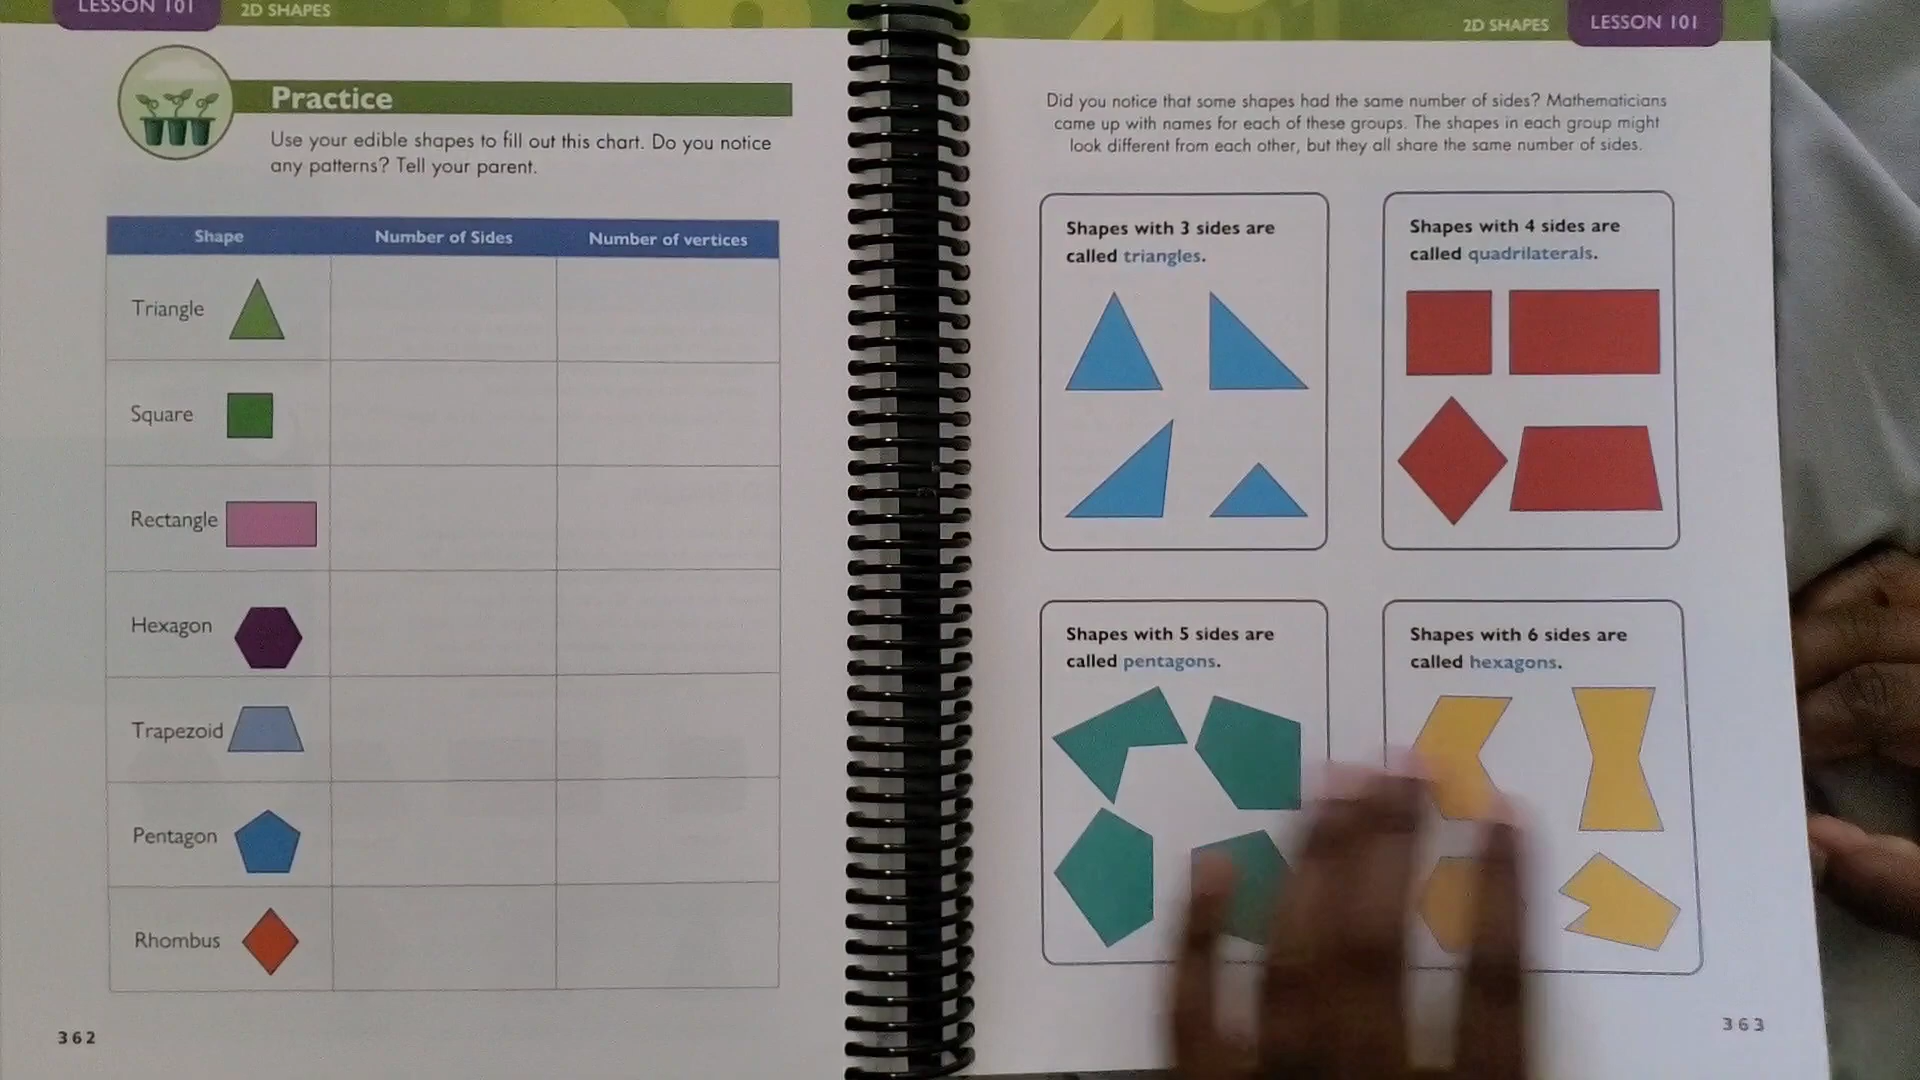 LESSON 101
2D SHAPES
Practice
Use your edible shapes to fill out this chart. Do you notice
any patterns? Tell your parent.
Shape Number of Sides Number of vertices
Triangle
Square
Rectangle
Hexagon
Trapezoid
Pentagon
Rhombus
362
2D SHAPES
LESSON 101
Did you notice that some shapes had the same number of sides? Mathematicians
came up with names for each of these groups. The shapes in each group might
look different from each other, but they all share the same number of sides.
Shapes with 3 sides are
called triangles.
Shapes with 4 sides are
called quadrilaterals.
Shapes with 5 sides are
called pentagons.
Shapes with 6 sides are
called hexagons.
363